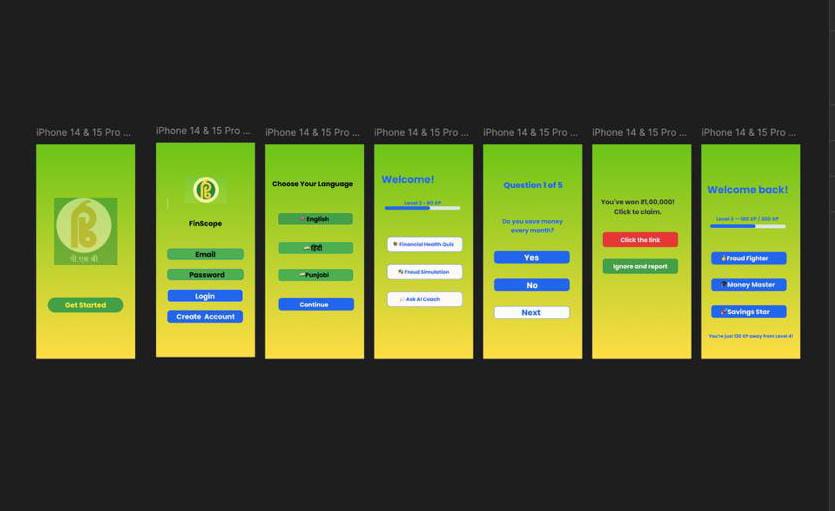 iPhone 14 & 15 Pro ...
पी एस बी
Get Started
iPhone 14 & 15 Pro ...
FinScope
Email
Password
Login
Create Account
iPhone 14 & 15 Pro ...
Choose Your Language
English
हिंदी
Punjabi
Continue
iPhone 14 & 15 Pro ...
Welcome!
Level 2 - 60 XP
Financial Health Quiz
Fraud Simulation
Ask AI Coach
iPhone 14 & 15 Pro ...
Question 1 of 5
Do you save money
every month?
Yes
No
Next
iPhone 14 & 15 Pro ...
You've won ₹1,00,000!
Click to claim.
Click the link
Ignore and report
iPhone 14 & 15 Pro ...
Welcome back!
XP / 300 XP
Fraud Fighter
Money Master
Savings Star
You're just 120 XP away from Level 4!